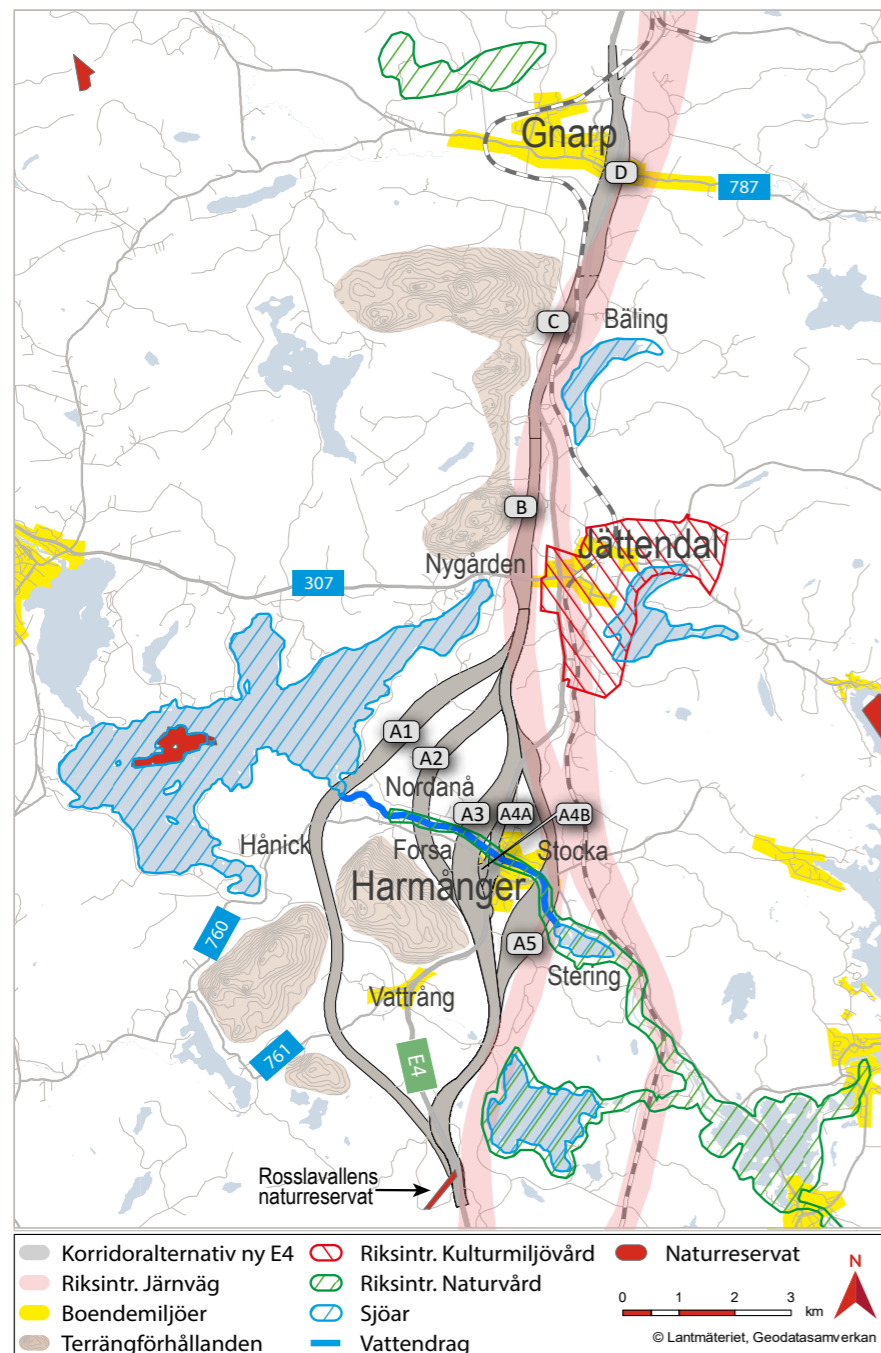 Gnarp
D
787
C
Bäling
B
Jättendal
Nygården
307
A1
A2
Nordanå
A3
A4A
A4B
Hånick
Forsa
Stocka
Harmånger
760
A5
Stering
Vattrång
761
E4
Rosslavallens
naturreservat
Korridoralternativ ny E4
Riksintr. Järnväg
Boendemiljöer
Terrängförhållanden
Riksintr. Kulturmiljövård
Riksintr. Naturvård
Sjöar
Vattendrag
Naturreservat
N
0 1 2 3
km
© Lantmäteriet, Geodatasamverkan